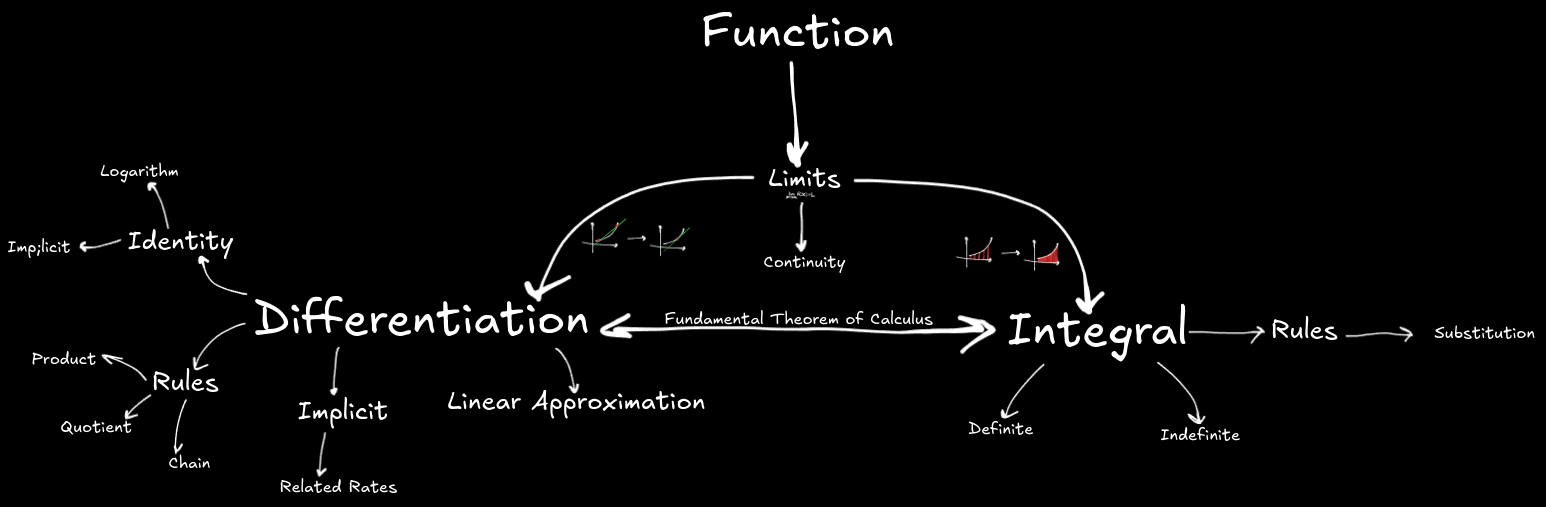 Function
Limits
Continuity
Logarithm
Imp;licit
Identity
Differentiation
Fundamental Theorem of Calculus
Integral
Rules
Substitution
Product
Rules
Quotient
Chain
Implicit
Related Rates
Linear Approximation
Definite
Indefinite